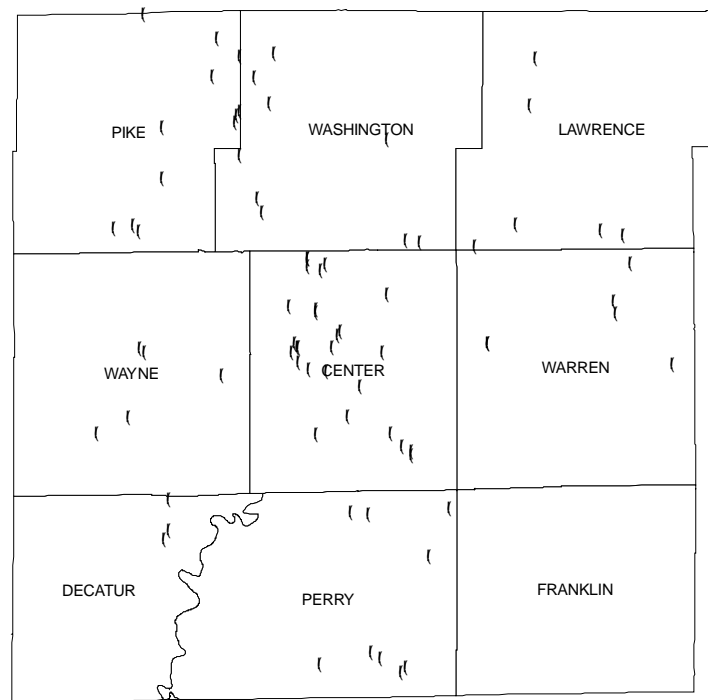 PIKE
WASHINGTON
LAWRENCE
WAYNE
CENTER
WARREN
DECATUR
PERRY
FRANKLIN